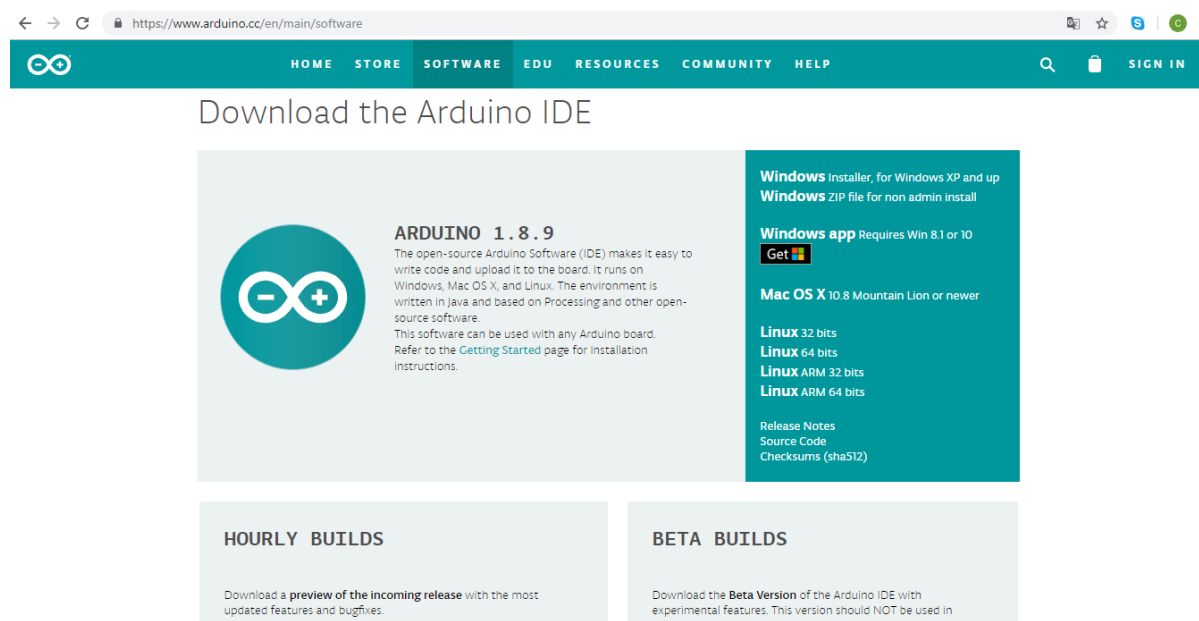 https://www.arduino.cc/en/main/software
C
HOME STORE SOFTWARE EDU RESOURCES COMMUNITY HELP SIGN IN
Download the Arduino IDE
ARDUINO 1.8.9
The open-source Arduino Software (IDE) makes it easy to
write code and upload it to the board. It runs on
Windows, Mac OS X, and Linux. The environment is
written in Java and based on Processing and other open-
source software.
This software can be used with any Arduino board.
Refer to the Getting Started page for Installation
instructions.
Windows Installer, for Windows XP and up
Windows ZIP file for non admin install
Windows app Requires Win 8.1 or 10
Get
Mac OS X 10.8 Mountain Lion or newer
Linux 32 bits
Linux 64 bits
Linux ARM 32 bits
Linux ARM 64 bits
Release Notes
Source Code
Checksums (sha512)
HOURLY BUILDS
Download a preview of the incoming release with the most
updated features and bugfixes.
BETA BUILDS
Download the Beta Version of the Arduino IDE with
experimental features. This version should NOT be used in